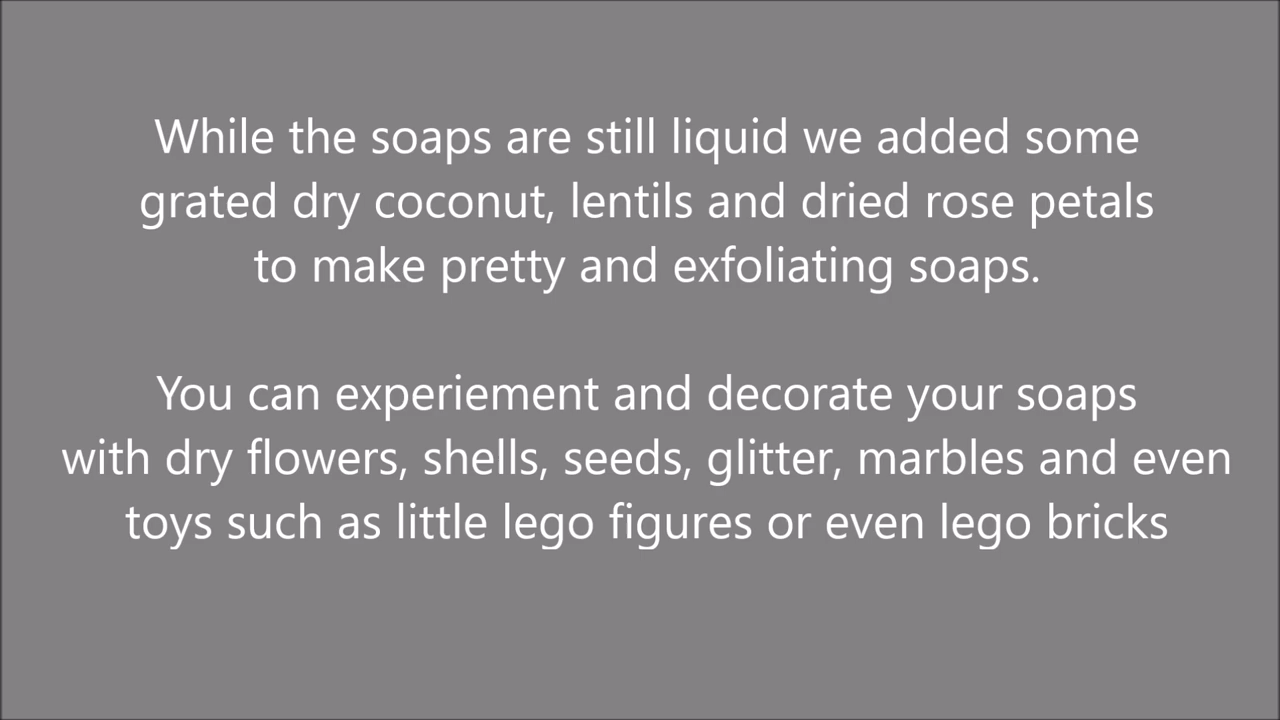 While the soaps are still liquid we added some
grated dry coconut, lentils and dried rose petals
to make pretty and exfoliating soaps.
You can experiement and decorate your soaps
with dry flowers, shells, seeds, glitter, marbles and even
toys such as little lego figures or even lego bricks